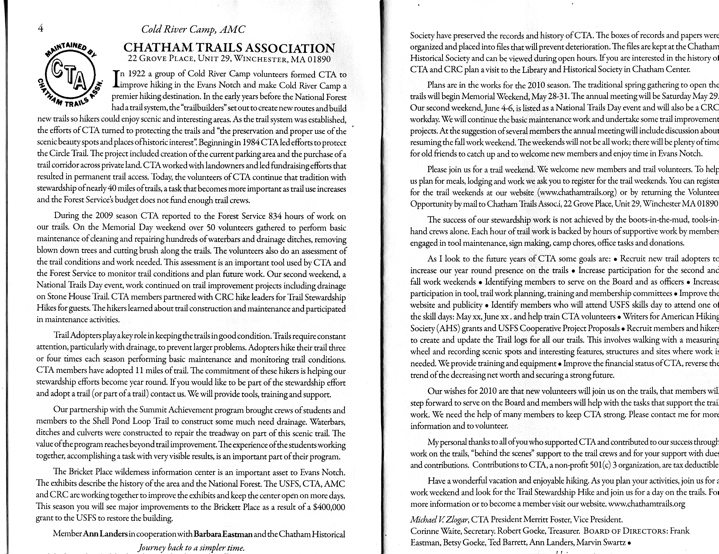 4
Cold River Camp, AMC
MAINTAINED BY
CTA
CHATHAM TRAILS ASSN.
CHATHAM TRAILS ASSOCIATION
22 GROVE PLACE, UNIT 29, WINCHESTER, MA 01890
In 1922 a group of Cold River Camp volunteers formed CTA to
improve hiking in the Evans Notch and make Cold River Camp a
premier hiking destination. In the early years before the National Forest
had a trail system, the "trailbuilders" set out to create new routes and build
new trails so hikers could enjoy scenic and interesting areas. As the trail system was established,
the efforts of CTA turned to protecting the trails and "the preservation and proper use of the
scenic beauty spots and places of historic interest". Beginning in 1984 CTA led efforts to protect
the Circle Trail. The project included creation of the current parking area and the purchase of a
trail corridor across private land. CTA worked with landowners and led fundraising efforts that
resulted in permanent trail access. Today, the volunteers of CTA continue that tradition with
stewardship of nearly 40 miles of trails, a task that becomes more important as trail use increases
and the Forest Service's budget does not fund enough trail crews.
During the 2009 season CTA reported to the Forest Service 834 hours of work on
our trails. On the Memorial Day weekend over 50 volunteers gathered to perform basic
maintenance of cleaning and repairing hundreds of waterbars and drainage ditches, removing
blown down trees and cutting brush along the trails. The volunteers also do an assessment of
the trail conditions and work needed. This assessment is an important tool used by CTA and
the Forest Service to monitor trail conditions and plan future work. Our second weekend, a
National Trails Day event, work continued on trail improvement projects including drainage
on Stone House Trail. CTA members partnered with CRC hike leaders for Trail Stewardship
Hikes for guests. The hikers learned about trail construction and maintenance and participated
in maintenance activities.
Trail Adopters play a key role in keeping the trails in good condition. Trails require constant
attention, particularly with drainage, to prevent larger problems. Adopters hike their trail three
or four times each season performing basic maintenance and monitoring trail conditions.
CTA members have adopted 11 miles of trail. The commitment of these hikers is helping our
stewardship efforts become year round. If you would like to be part of the stewardship effort
and adopt a trail (or part of a trail) contact us. We will provide tools, training and support.
Our partnership with the Summit Achievement program brought crews of students and
members to the Shell Pond Loop Trail to construct some much need drainage. Waterbars,
ditches and culverts were constructed to repair the treadway on part of this scenic trail. The
value of the program reaches beyond trail improvement. The experience of the students working
together, accomplishing a task with very visible results, is an important part of their program.
The Bricket Place wilderness information center is an important asset to Evans Notch.
The exhibits describe the history of the area and the National Forest. The USFS, CTA, AMC
and CRC are working together to improve the exhibits and keep the center open on more days.
This season you will see major improvements to the Brickett Place as a result of a $400,000
grant to the USFS to restore the building.
Member Ann Landers in cooperation with Barbara Eastman and the Chatham Historical
Journey back to a simpler time.
Society have preserved the records and history of CTA. The boxes of records and papers were
organized and placed into files that will prevent deterioration. The files are kept at the Chatham
Historical Society and can be viewed during open hours. If you are interested in the history of
CTA and CRC plan a visit to the Library and Historical Society in Chatham Center.
Plans are in the works for the 2010 season. The traditional spring gathering to open the
trails will begin Memorial Weekend, May 28-31. The annual meeting will be Saturday May 29.
Our second weekend, June 4-6, is listed as a National Trails Day event and will also be a CRC
workday. We will continue the basic maintenance work and undertake some trail improvement
projects. At the suggestion of several members the annual meeting will include discussion about
resuming the fall work weekend. The weekends will not be all work; there will be plenty of time
for old friends to catch up and to welcome new members and enjoy time in Evans Notch.
Please join us for a trail weekend. We welcome new members and trail volunteers. To help
us plan for meals, lodging and work we ask you to register for the trail weekends. You can register
for the trail weekends at our website (www.chathamtrails.org) or by returning the Volunteer
Opportunity by mail to Chatham Trails Associ, 22 Grove Place, Unit 29, Winchester, MA 01890
The success of our stewardship work is not achieved by the boots-in-the-mud, tools-in-
hand crews alone. Each hour of trail work is backed by hours of supportive work by members
engaged in tool maintenance, sign making, camp chores, office tasks and donations.
As I look to the future years of CTA some goals are: • Recruit new trail adopters to
increase our year round presence on the trails • Increase participation for the second and
fall work weekends • Identifying members to serve on the Board and as officers • Increase
participation in tool, trail work planning, training and membership committees • Improve the
website and publicity • Identify members who will attend USFS skills day to attend one of
the skill days: May xx, June xx . and help train CTA volunteers • Writers for American Hiking
Society (AHS) grants and USFS Cooperative Project Proposals • Recruit members and hikers
to create and update the Trail logs for all our trails. This involves walking with a measuring
wheel and recording scenic spots and interesting features, structures and sites where work is
needed. We provide training and equipment • Improve the financial status of CTA, reverse the
trend of the decreasing net worth and securing a strong future.
Our wishes for 2010 are that new volunteers will join us on the trails, that members will
step forward to serve on the Board and members will help with the tasks that support the trail
work. We need the help of many members to keep CTA strong. Please contact me for more
information and to volunteer.
My personal thanks to all of you who supported CTA and contributed to our success through
work on the trails, "behind the scenes" support to the trail crews and for your support with dues
and contributions. Contributions to CTA, a non-profit 501(c) 3 organization, are tax deductible
Have a wonderful vacation and enjoyable hiking. As you plan your activities, join us for a
work weekend and look for the Trail Stewardship Hike and join us for a day on the trails. For
more information or to become a member visit our website. www.chathamtrails.org
Michael V. Zlogar, CTA President Merritt Foster, Vice President.
Corinne Waite, Secretary. Robert Goeke, Treasurer. BOARD OF DIRECTORS: Frank
Eastman, Betsy Goeke, Ted Barrett, Ann Landers, Marvin Swartz •